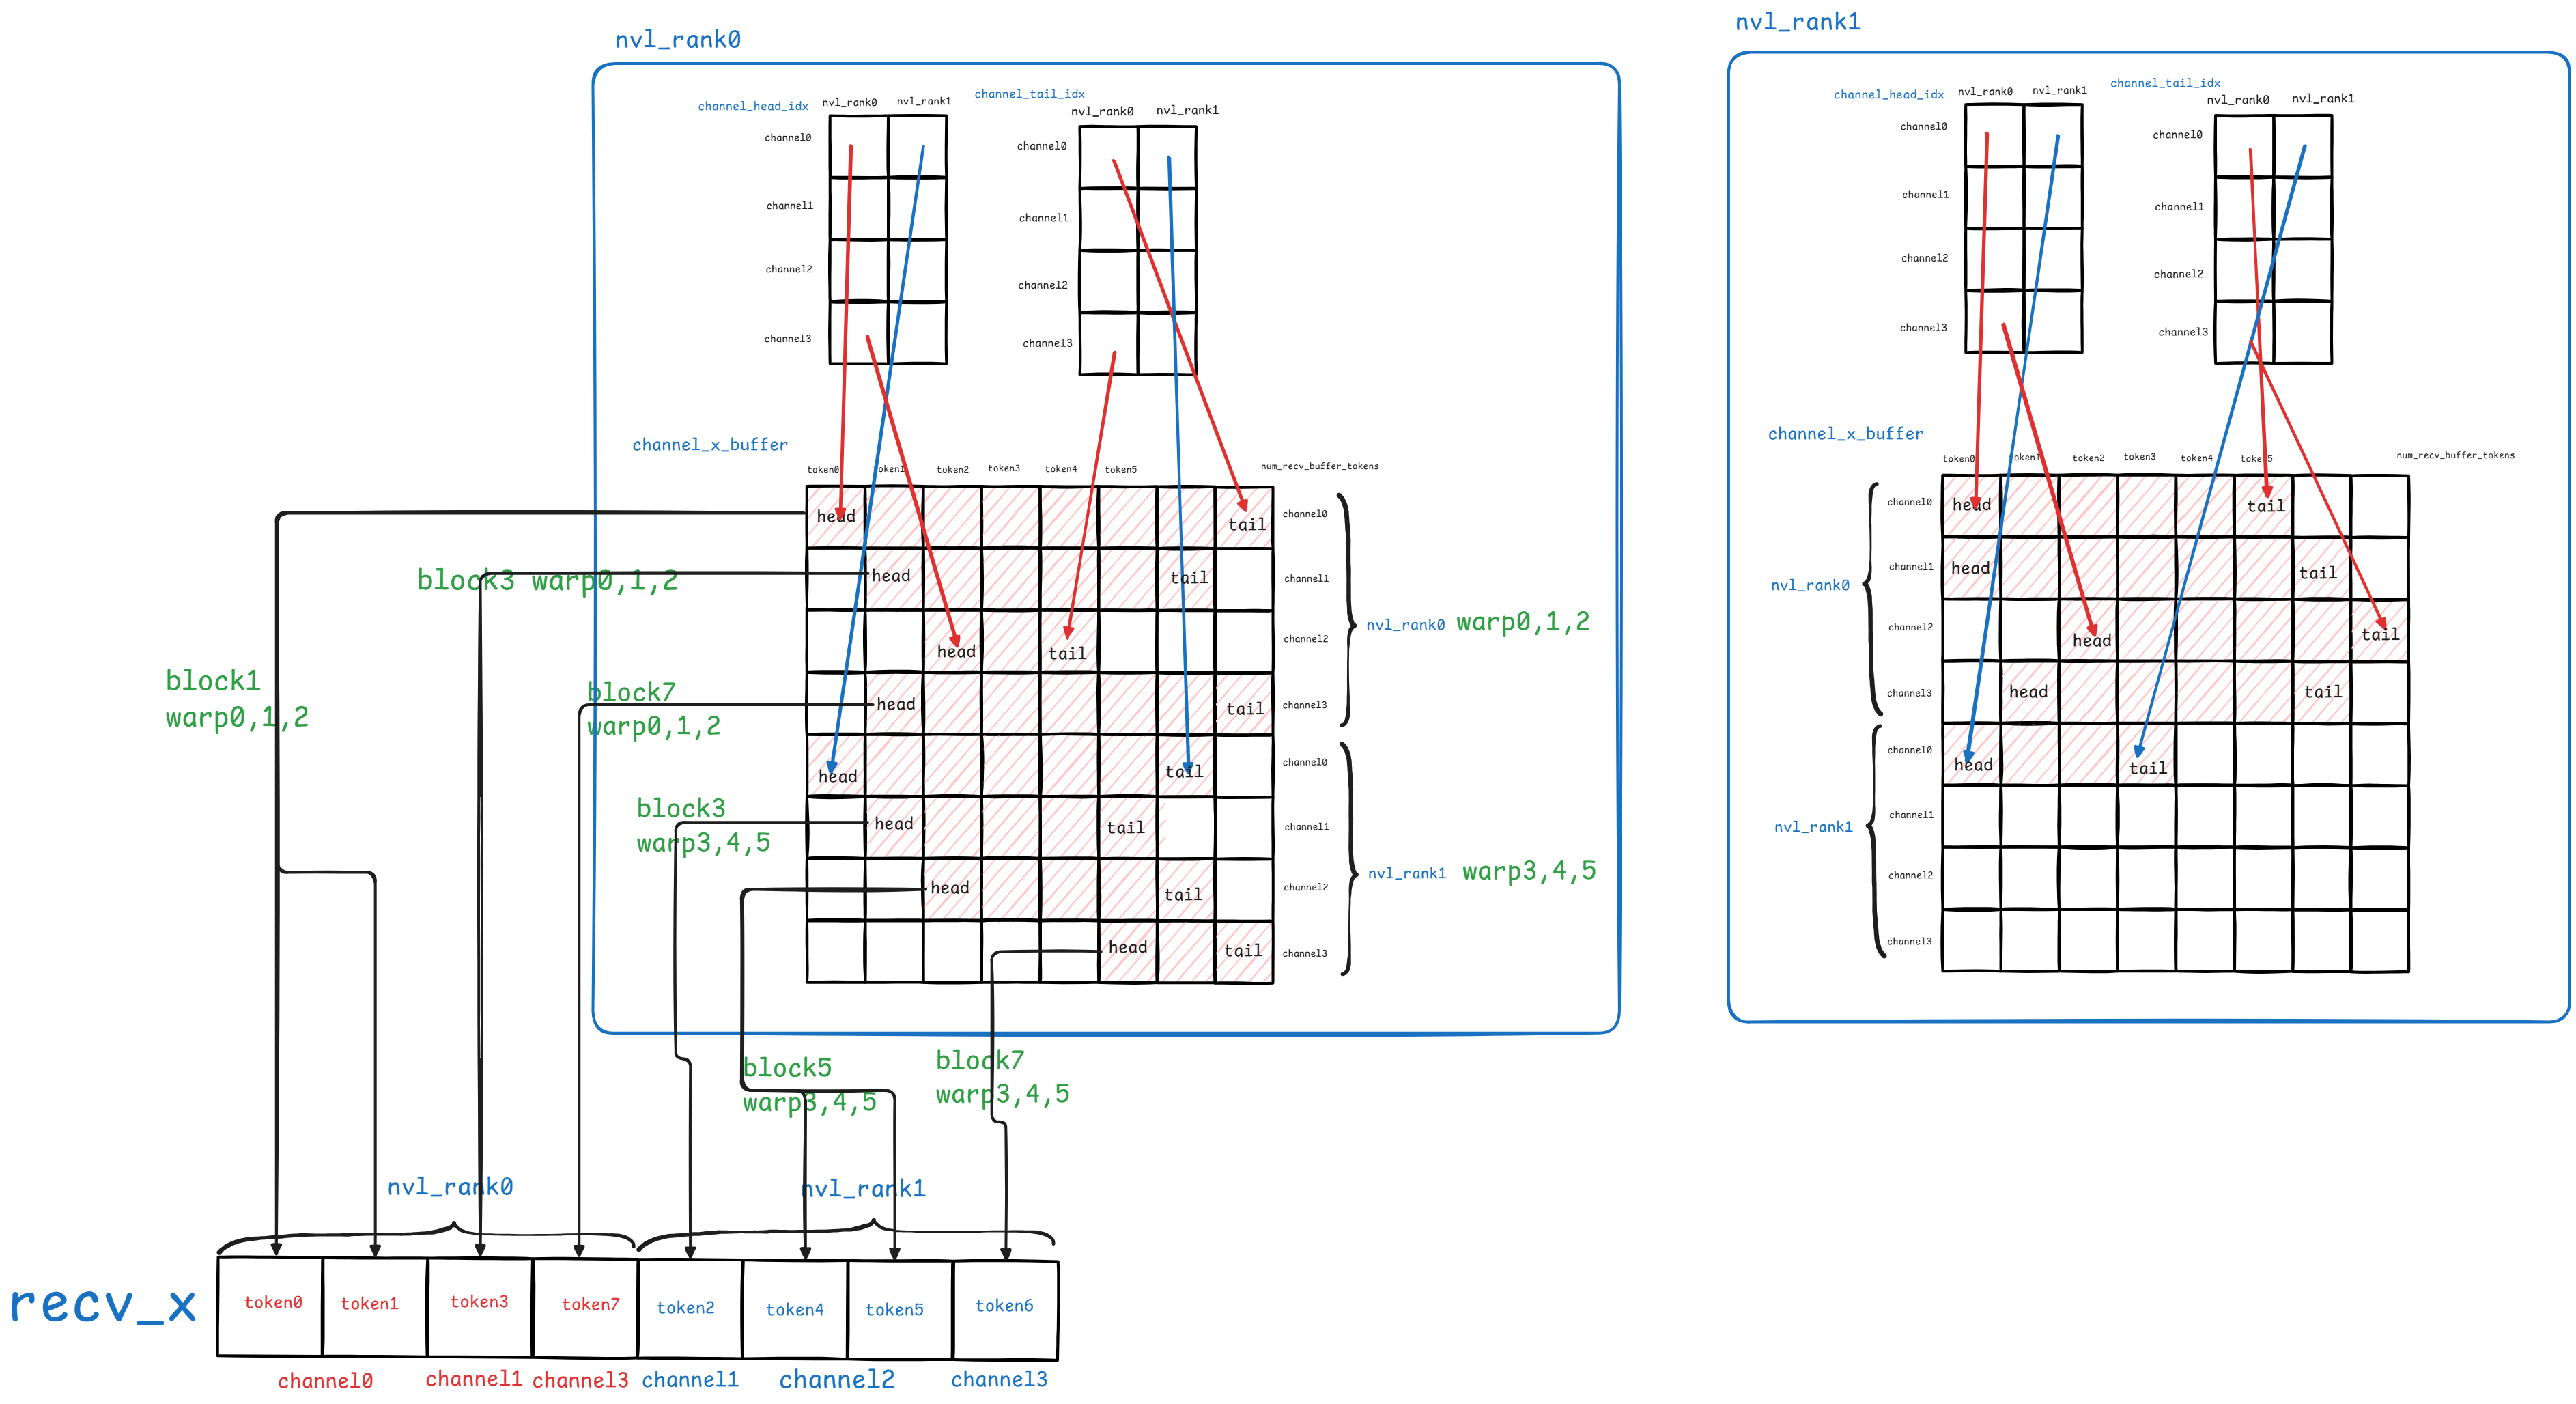 nvl_rank0
channel_head_idx
nvl_rank0
nvl_rank1
channel0
channel1
channel2
channel3
channel_tail_idx
nvl_rank0
nvl_rank1
channel0
channel1
channel2
channel3
channel_x_buffer
token0
token1
token2
token3
token4
token5
num_recv_buffer_tokens
head
tail
channel0
head
tail
channel1
head
tail
channel2
head
tail
channel3
head
tail
channel0
head
tail
channel1
head
tail
channel2
head
tail
channel3
nvl_rank0
warp0,1,2
nvl_rank1
warp3,4,5
block1
warp0,1,2
block3 warp0,1,2
block7
warp0,1,2
block3
warp3,4,5
block5
warp3,4,5
block7
warp3,4,5
nvl_rank0
nvl_rank1
recv_x
token0
token1
token3
token7
token2
token4
token5
token6
channel0
channel1
channel3
channel1
channel2
channel3
nvl_rank1
channel_head_idx
nvl_rank0
nvl_rank1
channel0
channel1
channel2
channel3
channel_tail_idx
nvl_rank0
nvl_rank1
channel0
channel1
channel2
channel3
channel_x_buffer
token0
token1
token2
token3
token4
token5
num_recv_buffer_tokens
nvl_rank0
channel0
head
tail
channel1
head
tail
channel2
head
tail
channel3
head
tail
nvl_rank1
channel0
head
tail
channel1
channel2
channel3